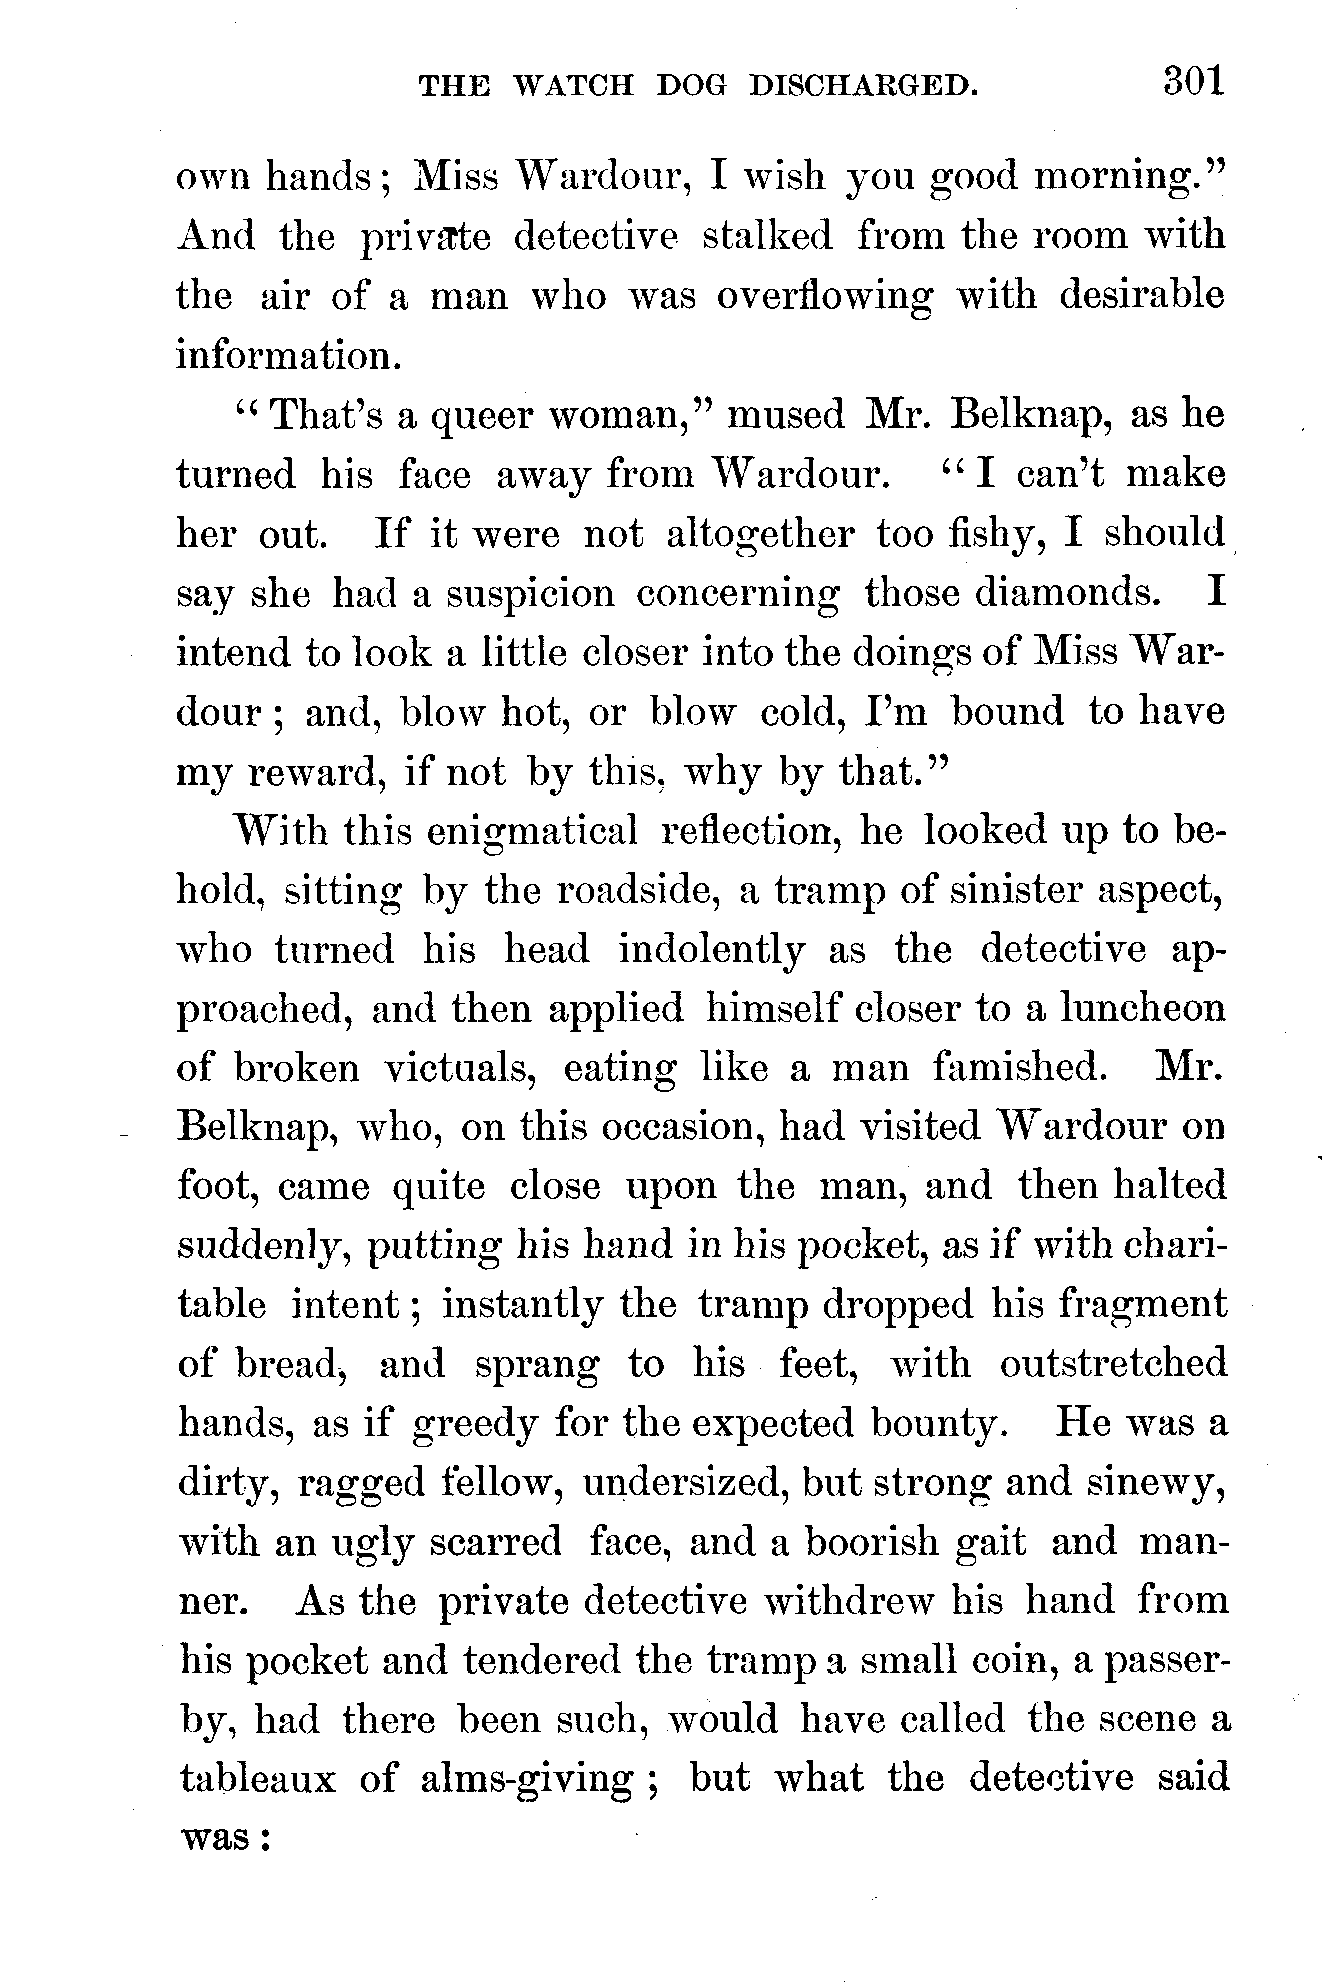 THE WATCH DOG DISCHARGED. 301
own hands; Miss Wardour, I wish you good morning."
And the private detective stalked from the room with
the air of a man who was overflowing with desirable
information.
"That's a queer woman," mused Mr. Belknap, as he
turned his face away from Wardour. "I can't make
her out. If it were not altogether too fishy, I should
say she had a suspicion concerning those diamonds. I
intend to look a little closer into the doings of Miss War-
dour; and, blow hot, or blow cold, I'm bound to have
my reward, if not by this, why by that."
With this enigmatical reflection, he looked up to be-
hold, sitting by the roadside, a tramp of sinister aspect,
who turned his head indolently as the detective ap-
proached, and then applied himself closer to a luncheon
of broken victuals, eating like a man famished. Mr.
Belknap, who, on this occasion, had visited Wardour on
foot, came quite close upon the man, and then halted
suddenly, putting his hand in his pocket, as if with chari-
table intent; instantly the tramp dropped his fragment
of bread, and sprang to his feet, with outstretched
hands, as if greedy for the expected bounty. He was a
dirty, ragged fellow, undersized, but strong and sinewy,
with an ugly scarred face, and a boorish gait and man-
ner. As the private detective withdrew his hand from
his pocket and tendered the tramp a small coin, a passer-
by, had there been such, would have called the scene a
tableaux of alms-giving; but what the detective said
was: